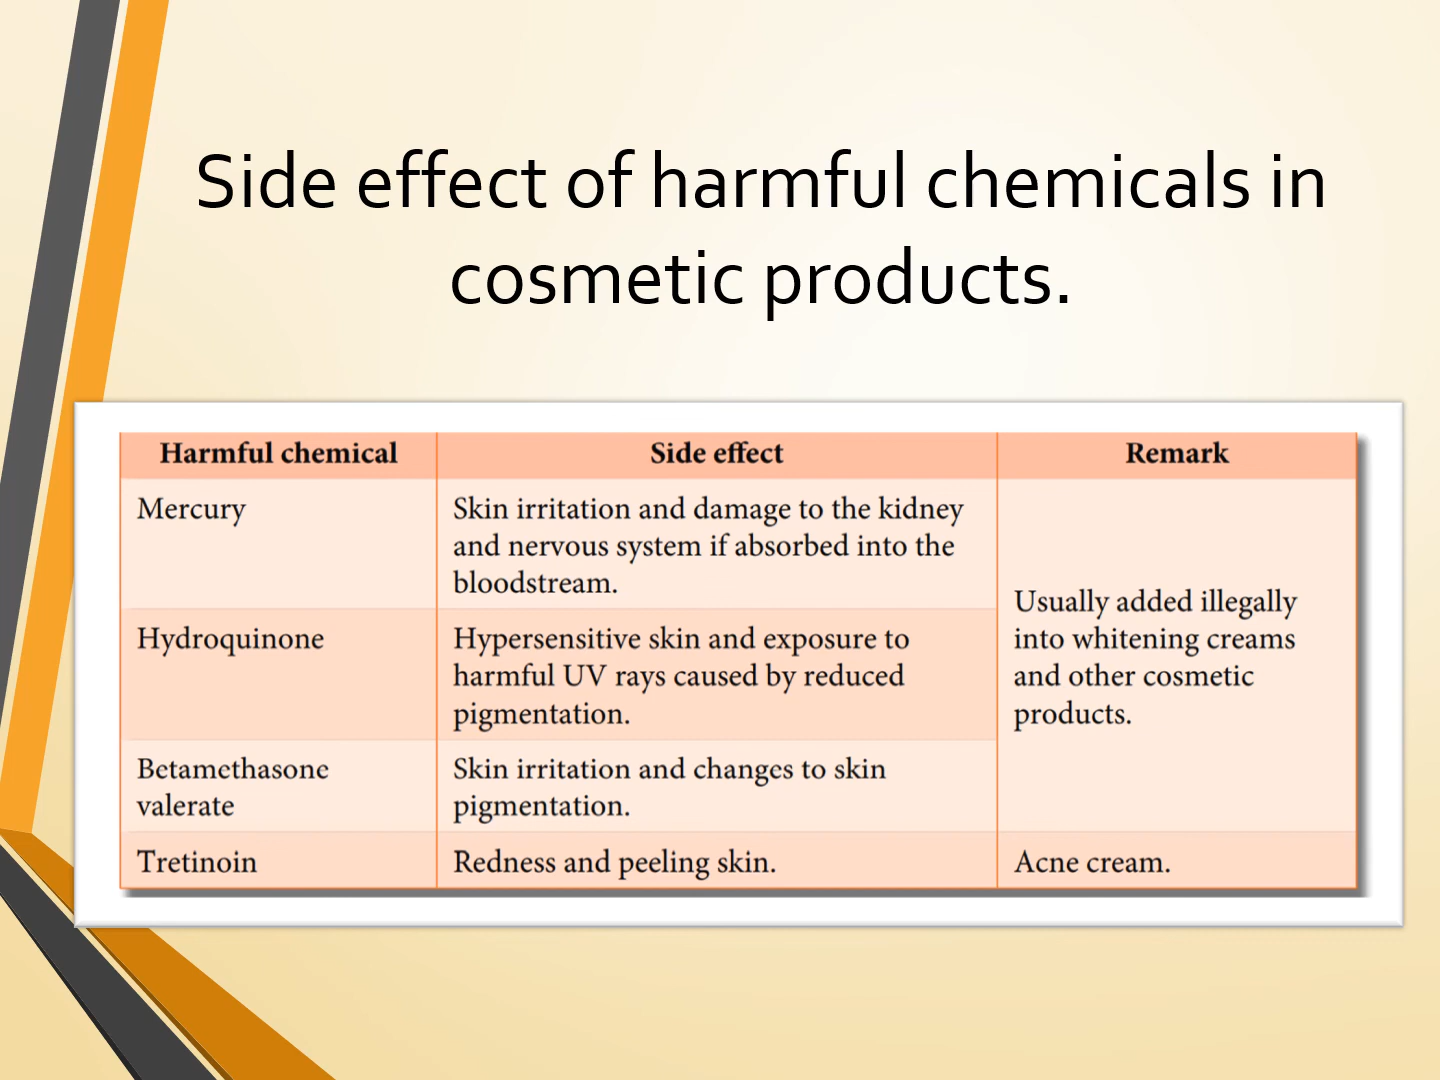 Side effect of harmful chemicals in
cosmetic products.
Harmful chemical
Side effect
Remark
Mercury
Skin irritation and damage to the kidney
and nervous system if absorbed into the
bloodstream.
Hydroquinone
Hypersensitive skin and exposure to
harmful UV rays caused by reduced
pigmentation.
Betamethasone
valerate
Skin irritation and changes to skin
pigmentation.
Usually added illegally
into whitening creams
and other cosmetic
products.
Tretinoin
Redness and peeling skin.
Acne cream.